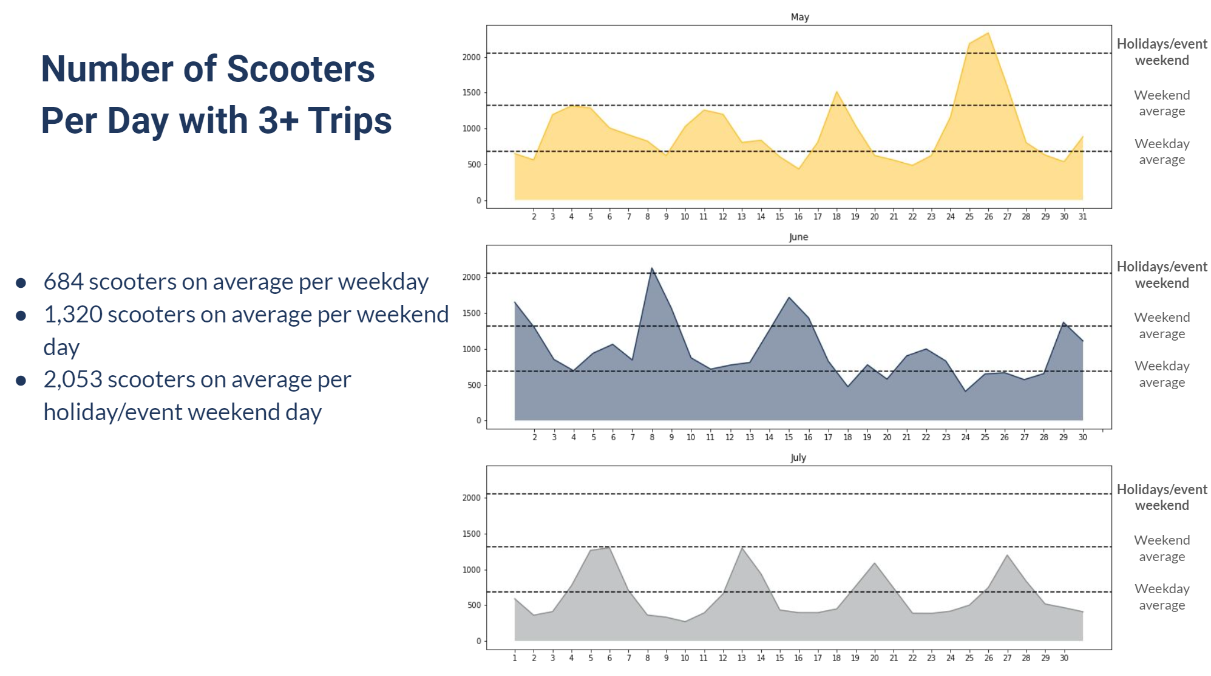 Number of Scooters
Per Day with 3+ Trips
● 684 scooters on average per weekday
● 1,320 scooters on average per weekend
day
● 2,053 scooters on average per
holiday/event weekend day
May
2000
1500
1000
500
0
2 3 4 5 6 7 8 9 10 11 12 13 14 15 16 17 18 19 20 21 22 23 24 25 26 27 28 29 30 31
Holidays/event
weekend
Weekend
average
Weekday
average
June
2000
1500
1000
500
0
2 3 4 5 6 7 8 9 10 11 12 13 14 15 16 17 18 19 20 21 22 23 24 25 26 27 28 29 30
Holidays/event
weekend
Weekend
average
Weekday
average
July
2000
1500
1000
500
0
1 2 3 4 5 6 7 8 9 10 11 12 13 14 15 16 17 18 19 20 21 22 23 24 25 26 27 28 29 30
Holidays/event
weekend
Weekend
average
Weekday
average